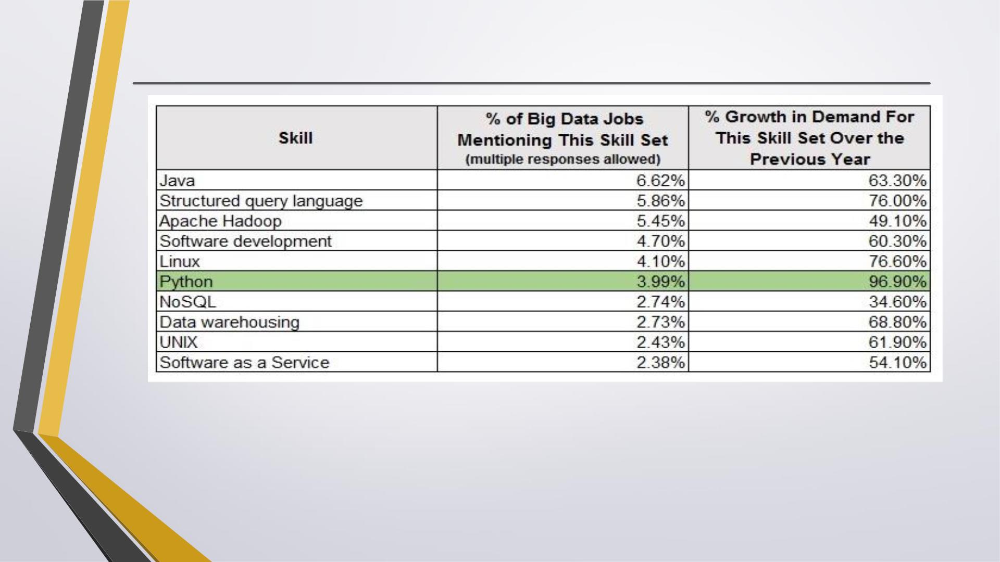 Skill
% of Big Data Jobs
Mentioning This Skill Set
(multiple responses allowed)
% Growth in Demand For
This Skill Set Over the
Previous Year
Java 6.62% 63.30%
Structured query language 5.86% 76.00%
Apache Hadoop 5.45% 49.10%
Software development 4.70% 60.30%
Linux 4.10% 76.60%
Python 3.99% 96.90%
NoSQL 2.74% 34.60%
Data warehousing 2.73% 68.80%
UNIX 2.43% 61.90%
Software as a Service 2.38% 54.10%